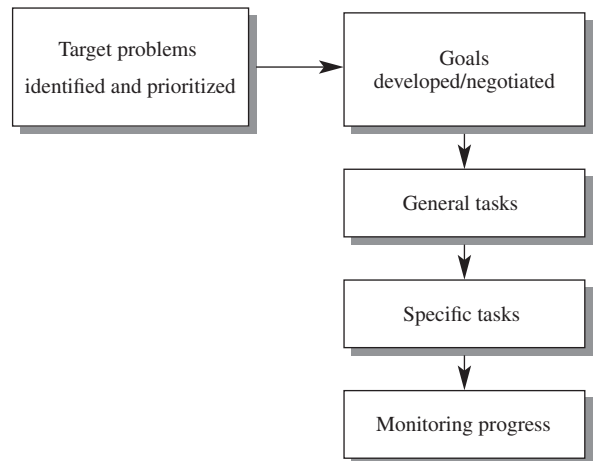 Target problems
identified and prioritized
Goals
developed/negotiated
General tasks
Specific tasks
Monitoring progress